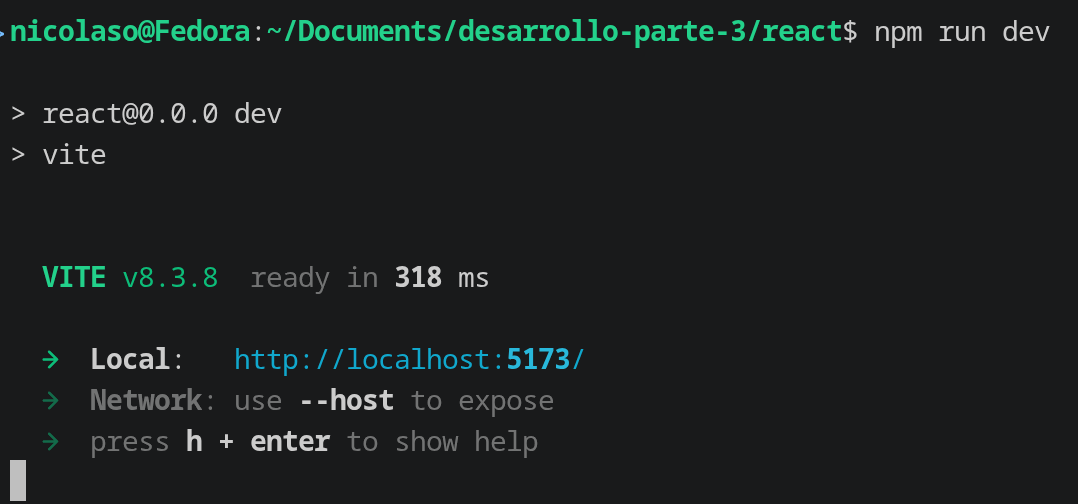 nicolaso@Fedora:~/Documents/desarrollo-parte-3/react$ npm run dev
> react@0.0.0 dev
> vite
VITE v8.3.8 ready in 318 ms
→ Local: http://localhost:5173/
→ Network: use --host to expose
→ press h + enter to show help